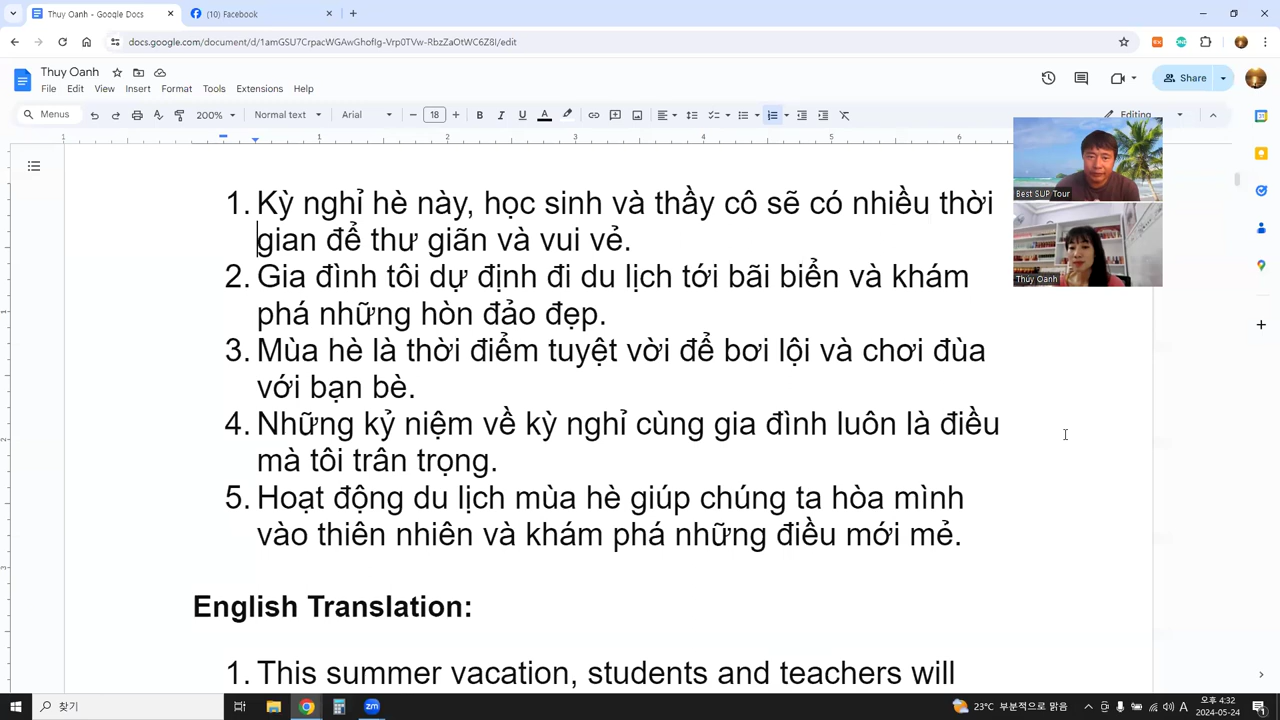 Thuy Oanh - Google Docs
(10) Facebook
docs.google.com/document/d/1amGSU7CrpacWGAwGhofIg-Vrp0TVw-RbzZaOtWC6Z8I/edit
Thuy Oanh
File Edit View Insert Format Tools Extensions Help
Share
Menus 200% Normal text Arial 18 Editing
1. Kỳ nghỉ hè này, học sinh và thầy cô sẽ có nhiều thời
gian để thư giãn và vui vẻ.
2. Gia đình tôi dự định đi du lịch tới bãi biển và khám
phá những hòn đảo đẹp.
3. Mùa hè là thời điểm tuyệt vời để bơi lội và chơi đùa
với bạn bè.
4. Những kỷ niệm về kỳ nghỉ cùng gia đình luôn là điều
mà tôi trân trọng.
5. Hoạt động du lịch mùa hè giúp chúng ta hòa mình
vào thiên nhiên và khám phá những điều mới mẻ.
English Translation:
1. This summer vacation, students and teachers will
Best SUP Tour
Thúy Oanh
찾기
23°C 부분적으로 맑음
A
오후 4:32
2024-05-24